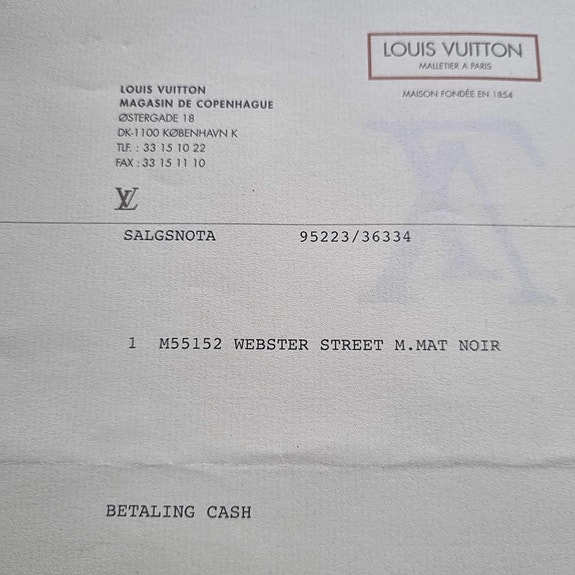 LOUIS VUITTON
MALLETIER A PARIS
MAISON FONDÉE EN 1854
LOUIS VUITTON
MAGASIN DE COPENHAGUE
ØSTERGADE 18
DK-1100 KØBENHAVN K
TLF. : 33 15 10 22
FAX : 33 15 11 10
LV
SALGSNOTA 95223/36334
1 M55152 WEBSTER STREET M.MAT NOIR
BETALING CASH